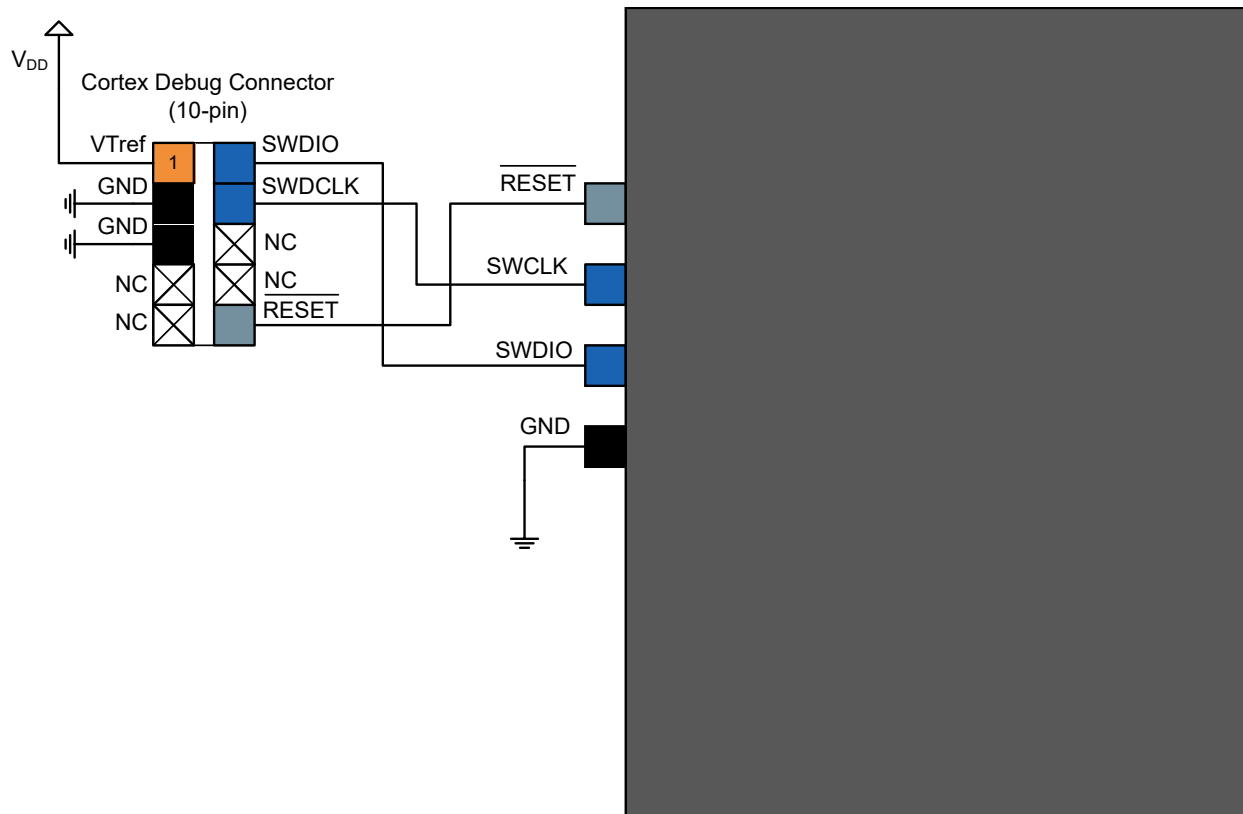 V_DD
Cortex Debug Connector
(10-pin)
VTref 1 SWDIO
GND SWDCLK
GND NC
NC NC
NC RESET
RESET
SWCLK
SWDIO
GND